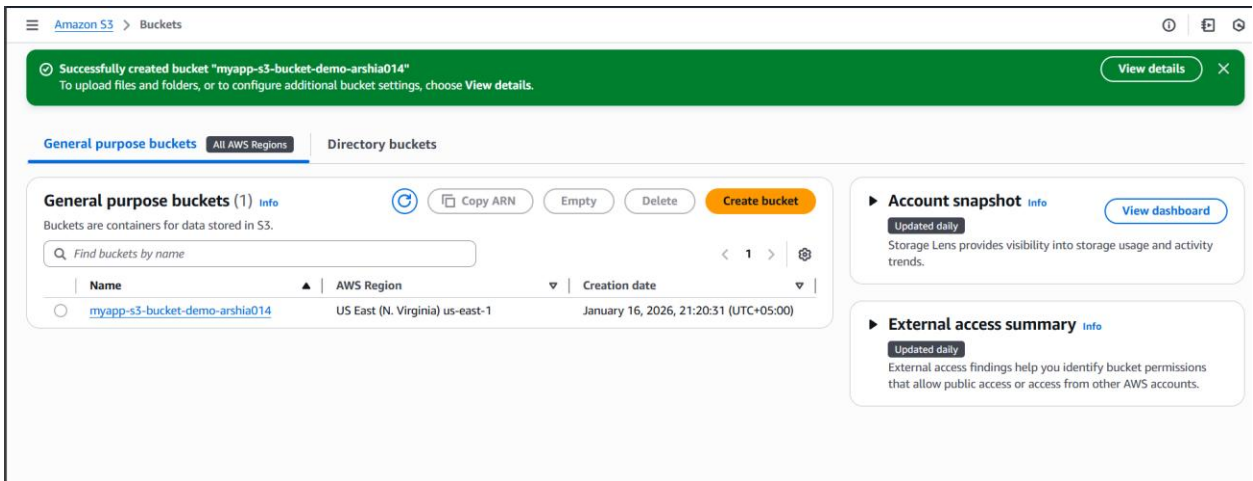 Amazon S3 > Buckets
Successfully created bucket "myapp-s3-bucket-demo-arshia014"
To upload files and folders, or to configure additional bucket settings, choose View details.
View details
General purpose buckets All AWS Regions
Directory buckets
General purpose buckets (1) Info
Copy ARN
Empty
Delete
Create bucket
Buckets are containers for data stored in S3.
Find buckets by name
< 1 >
Name AWS Region Creation date
myapp-s3-bucket-demo-arshia014 US East (N. Virginia) us-east-1 January 16, 2026, 21:20:31 (UTC+05:00)
Account snapshot Info
View dashboard
Updated daily
Storage Lens provides visibility into storage usage and activity
trends.
External access summary Info
Updated daily
External access findings help you identify bucket permissions
that allow public access or access from other AWS accounts.